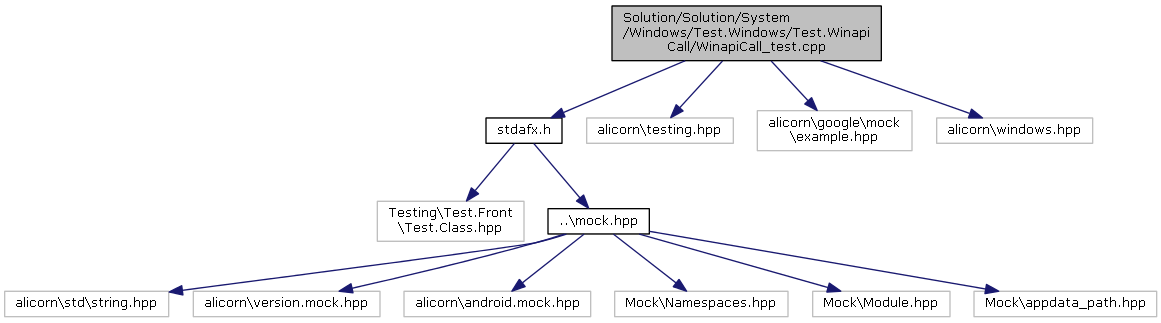 Solution/Solution/System
/Windows/Test.Windows/Test.Winapi
Call/WinapiCall_test.cpp
stdafx.h
alicorn\testing.hpp
alicorn\google\mock
\example.hpp
alicorn\windows.hpp
Testing\Test.Front
\Test.Class.hpp
..\mock.hpp
alicorn\std\string.hpp
alicorn\version.mock.hpp
alicorn\android.mock.hpp
Mock\Namespaces.hpp
Mock\Module.hpp
Mock\appdata_path.hpp